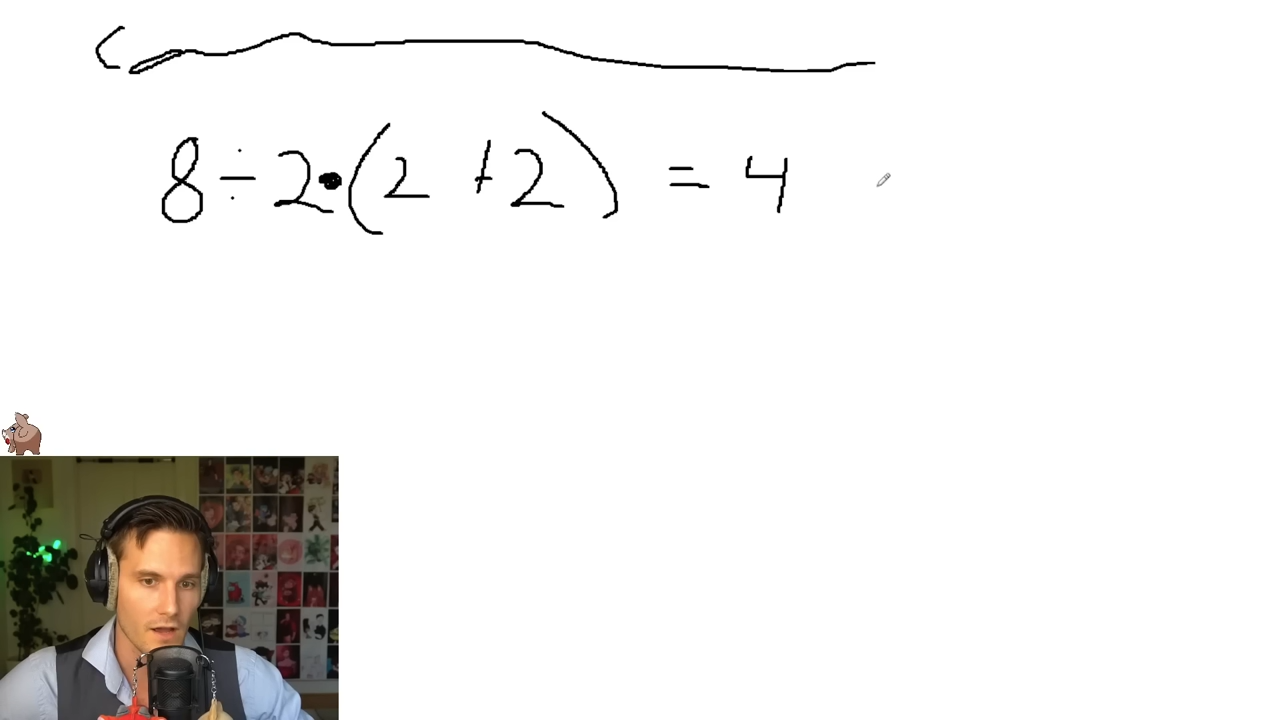 8÷2•(2+2) = 4